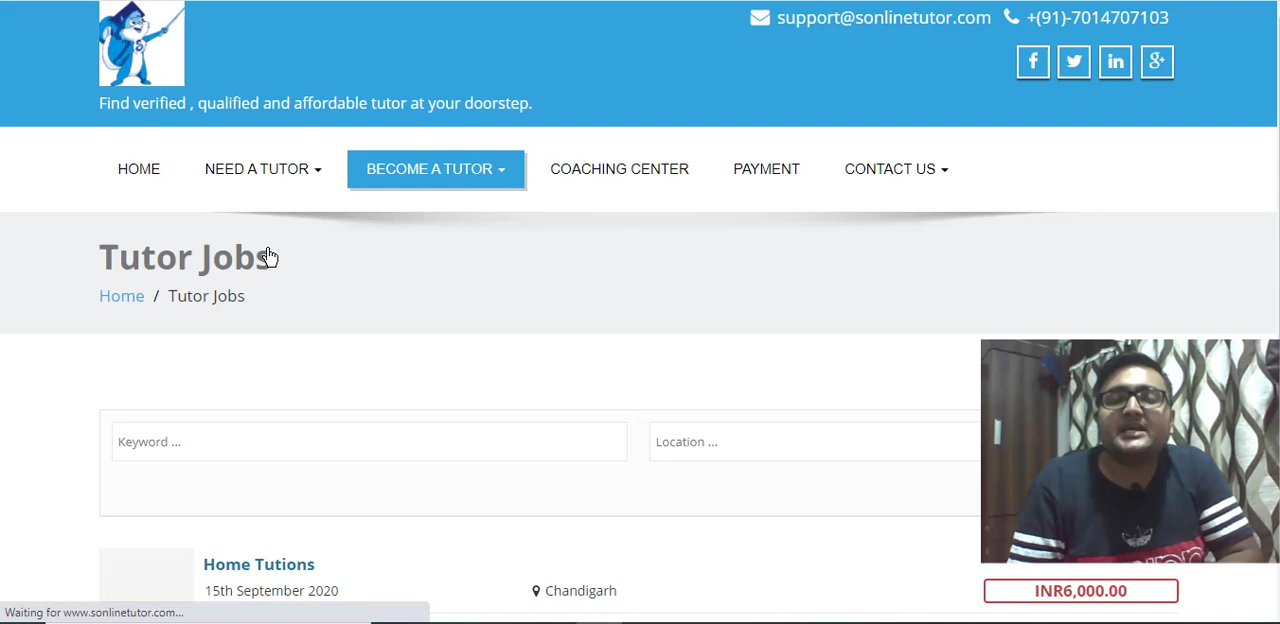 support@sonlinetutor.com +(91)-7014707103
Find verified , qualified and affordable tutor at your doorstep.
HOME NEED A TUTOR BECOME A TUTOR COACHING CENTER PAYMENT CONTACT US
Tutor Jobs
Home / Tutor Jobs
Keyword ... Location ...
Home Tutions
15th September 2020 Chandigarh INR6,000.00
Waiting for www.sonlinetutor.com...